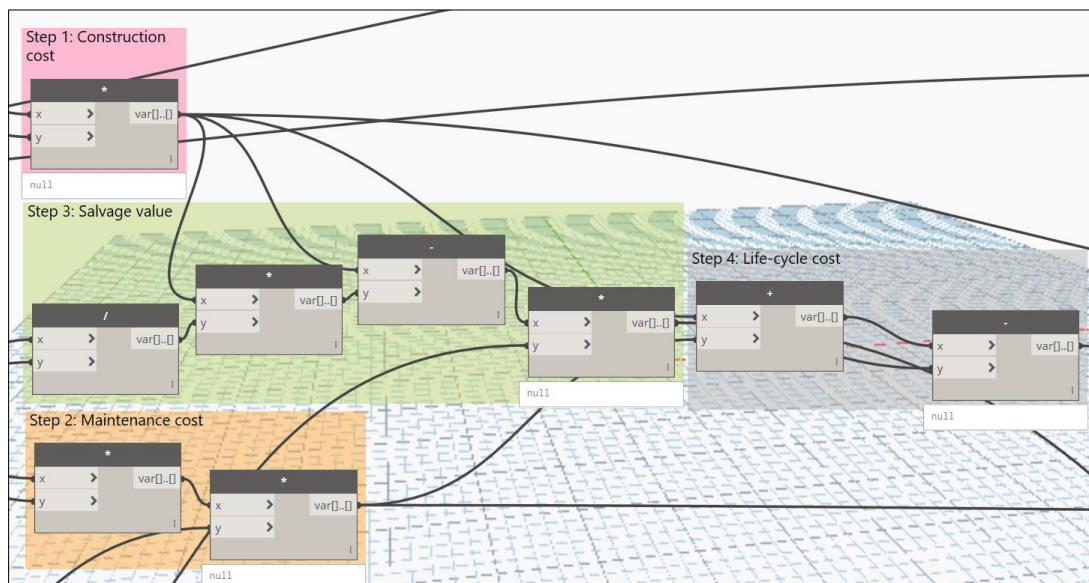 Step 1: Construction
cost
*
x > var[]..[]
y >
l
null
Step 3: Salvage value
-
x > var[]..[]
y >
l
*
x > var[]..[]
y >
l
/
x > var[]..[]
y >
l
*
x > var[]..[]
y >
l
null
Step 4: Life-cycle cost
+
x > var[]..[]
y >
l
-
x > var[]..[]
y >
l
null
Step 2: Maintenance cost
*
x > var[]..[]
y >
l
*
x > var[]..[]
y >
l
null